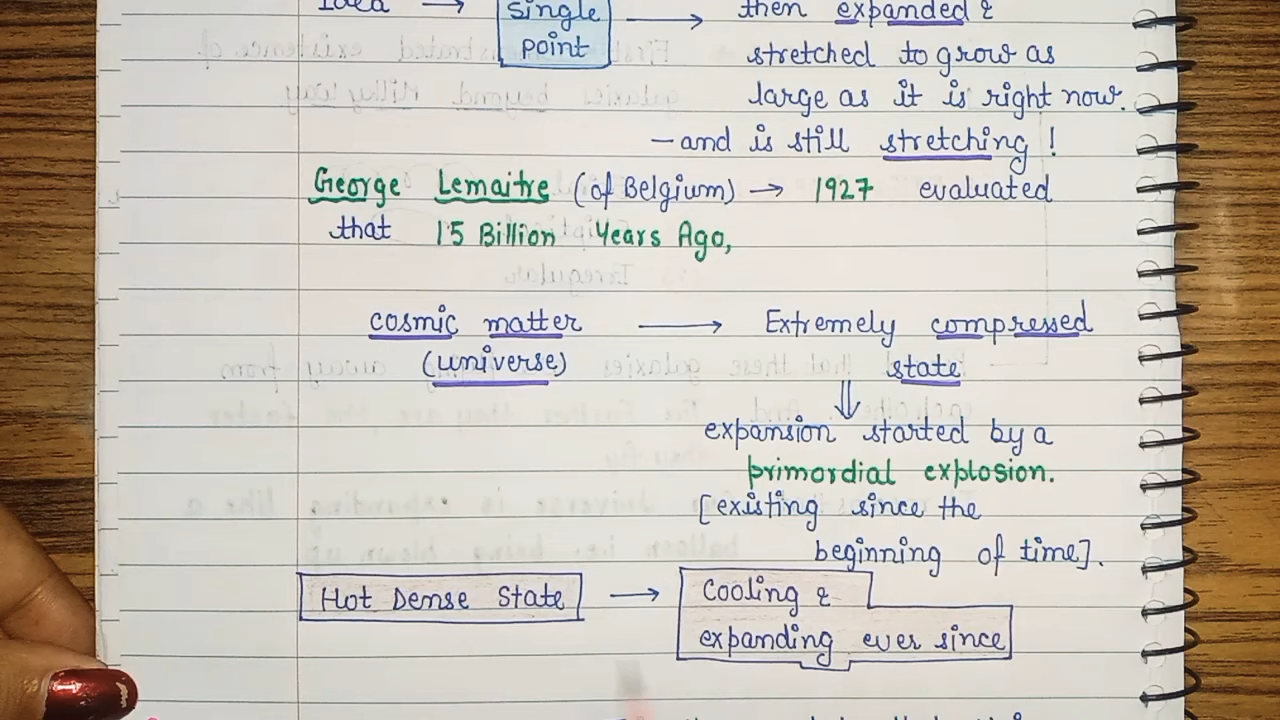 Idea → single → then expanded &
point stretched to grow as
large as it is right now.
– and is still stretching !
George Lemaitre (of Belgium) → 1927 evaluated
that 15 Billion Years Ago,
cosmic matter → Extremely compressed
(universe) state
⇓
expansion started by a
primordial explosion.
[existing since the
beginning of time].
Hot Dense State → Cooling &
expanding ever since